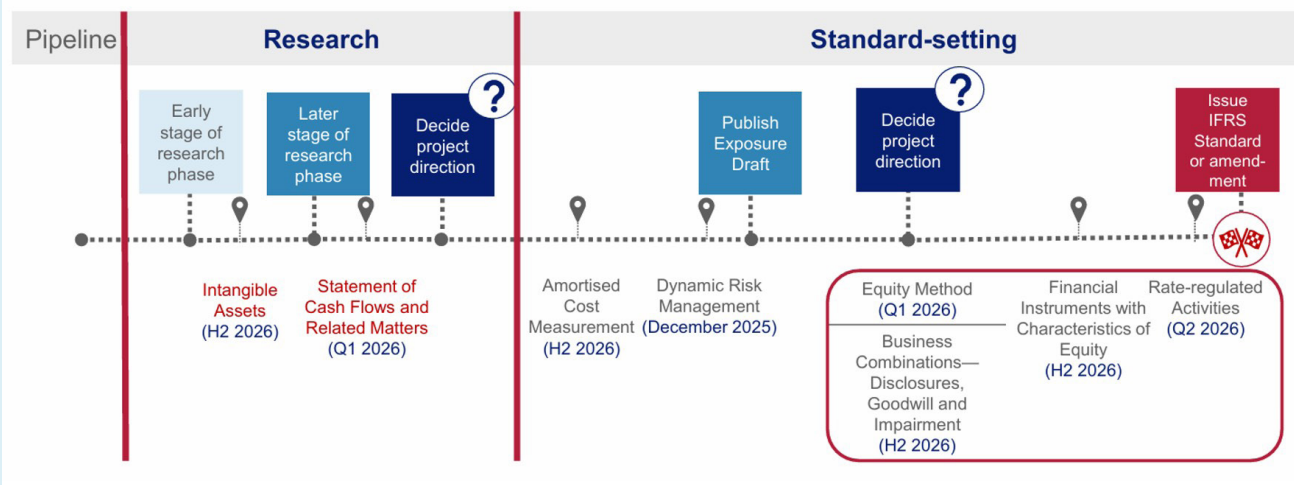 Pipeline
Research
Standard-setting
Early
stage of
research
phase
Later
stage of
research
phase
Decide
project
direction
?
Publish
Exposure
Draft
Decide
project
direction
?
Issue
IFRS
Standard
or amend-
ment
Intangible
Assets
(H2 2026)
Statement of
Cash Flows and
Related Matters
(Q1 2026)
Amortised
Cost
Measurement
(H2 2026)
Dynamic Risk
Management
(December 2025)
Equity Method
(Q1 2026)
Business
Combinations—
Disclosures,
Goodwill and
Impairment
(H2 2026)
Financial
Instruments with
Characteristics of
Equity
(H2 2026)
Rate-regulated
Activities
(Q2 2026)